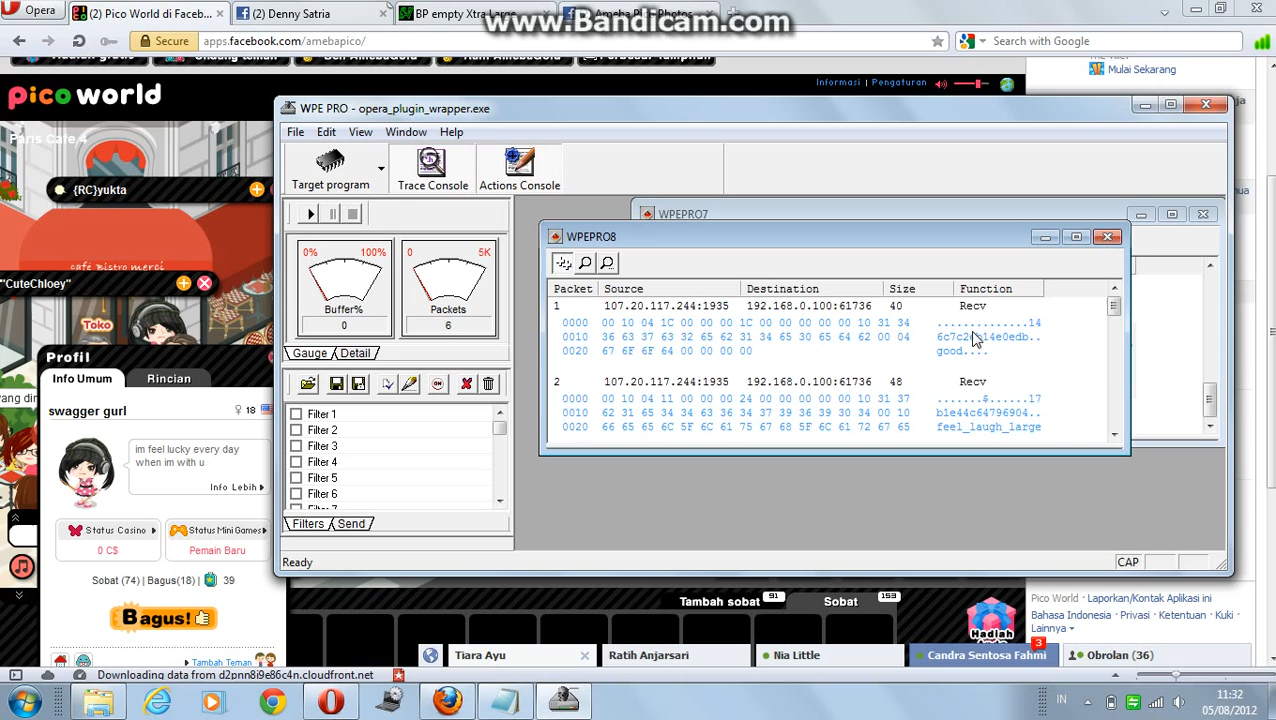 www.Bandicam.com
Opera
(2) Pico World di Faceb...
(2) Denny Satria
BP empty Xtra Large
Secure
apps.facebook.com/amebapico/
Search with Google
Mulai Sekarang
Informasi | Pengaturan
pico world
Paris Cafe 4
{RC}yukta
café Bistro merci
"CuteChloey"
Toko
Profil
Info Umum
Rincian
swagger gurl
18
im feel lucky every day
when im with u
Info Lebih
Status Casino
Status Mini Games
0 C$
Pemain Baru
Sobat (74) | Bagus(18) | 39
Bagus!
Tambah Teman
WPE PRO - opera_plugin_wrapper.exe
File Edit View Window Help
Target program
Trace Console
Actions Console
0% 100%
Buffer%
0
0 5K
Packets
6
Gauge
Detail
Filter 1
Filter 2
Filter 3
Filter 4
Filter 5
Filter 6
Filters
Send
Ready
CAP
WPEPRO7
WPEPRO8
Packet Source Destination Size Function
1 107.20.117.244:1935 192.168.0.100:61736 40 Recv
0000 00 10 04 1C 00 00 00 1C 00 00 00 00 00 10 31 34 ..............14
0010 36 63 37 63 32 65 62 31 34 65 30 65 64 62 00 04
0020 67 6F 6F 64 00 00 00 00 good....
2 107.20.117.244:1935 192.168.0.100:61736 48 Recv
0000 00 10 04 11 00 00 00 24 00 00 00 00 00 10 31 37 .......$......17
0010 62 31 65 34 34 63 36 34 37 39 36 39 30 34 00 10 b1e44c64796904..
0020 66 65 65 6C 5F 6C 61 75 67 68 5F 6C 61 72 67 65 feel_laugh_large
Tambah sobat 91
Sobat 153
Hadiah
Pico World · Laporkan/Kontak Aplikasi ini
Bahasa Indonesia · Privasi · Ketentuan · Kuki ·
Lainnya
Tiara Ayu
Ratih Anjarsari
Nia Little
Candra Sentosa Fahmi
3
Obrolan (36)
Downloading data from d2pnn8i9e86c4n.cloudfront.net
IN
11:32
05/08/2012